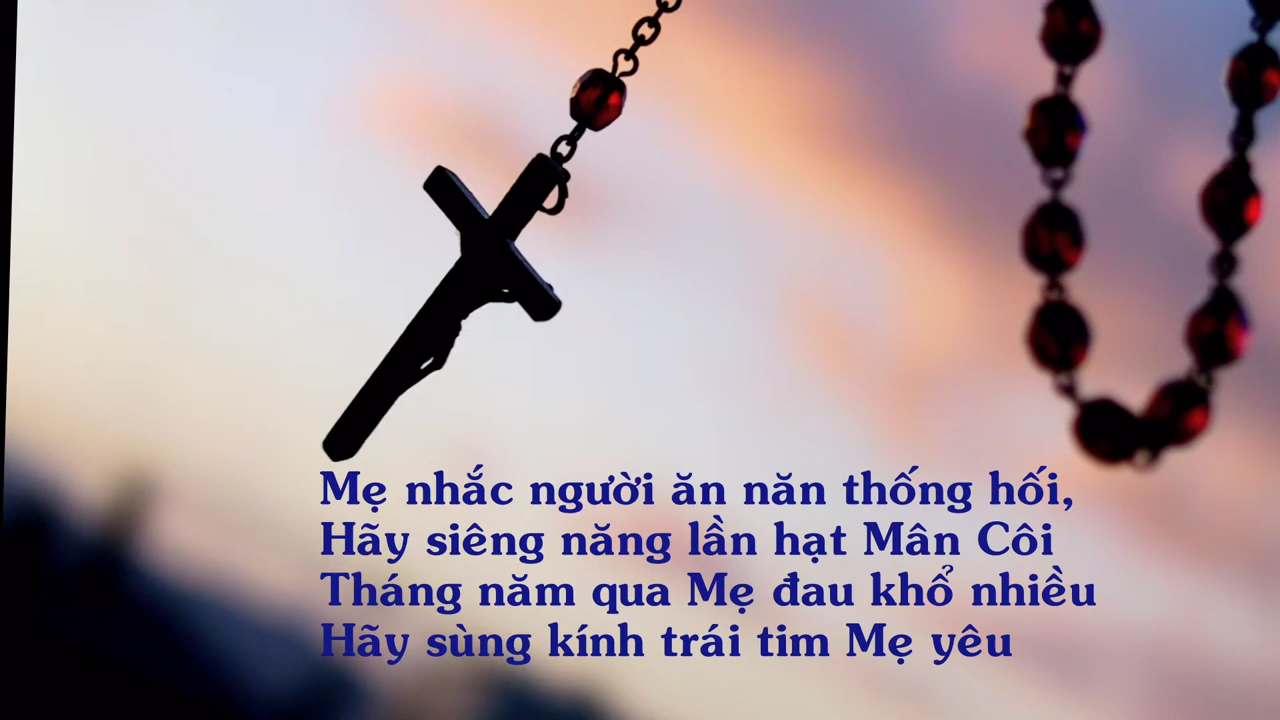 Mẹ nhắc người ăn năn thống hối,
Hãy siêng năng lần hạt Mân Côi
Tháng năm qua Mẹ đau khổ nhiều
Hãy sùng kính trái tim Mẹ yêu